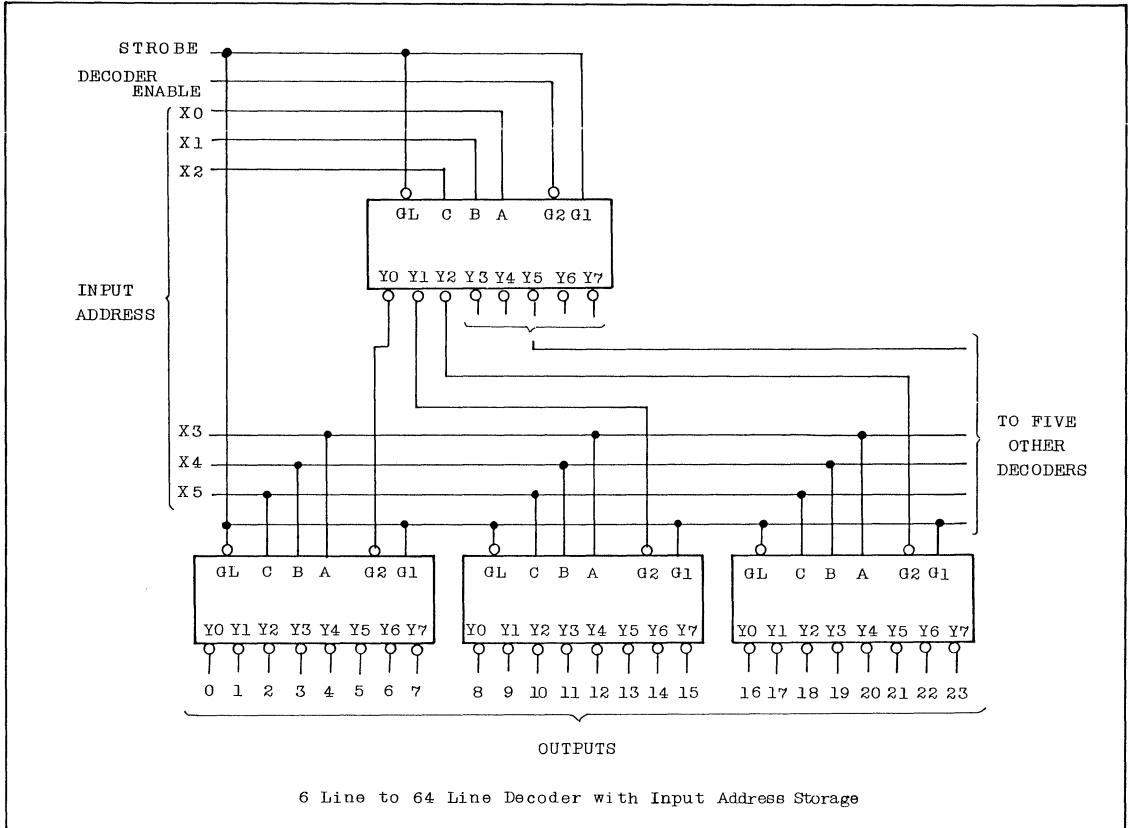 STROBE
DECODER
ENABLE
X0
X1
X2
GL C B A G2 G1
Y0 Y1 Y2 Y3 Y4 Y5 Y6 Y7
INPUT
ADDRESS
X3
X4
X5
TO FIVE
OTHER
DECODERS
GL C B A G2 G1 GL C B A G2 G1 GL C B A G2 G1
Y0 Y1 Y2 Y3 Y4 Y5 Y6 Y7 Y0 Y1 Y2 Y3 Y4 Y5 Y6 Y7 Y0 Y1 Y2 Y3 Y4 Y5 Y6 Y7
0 1 2 3 4 5 6 7 8 9 10 11 12 13 14 15 16 17 18 19 20 21 22 23
OUTPUTS
6 Line to 64 Line Decoder with Input Address Storage